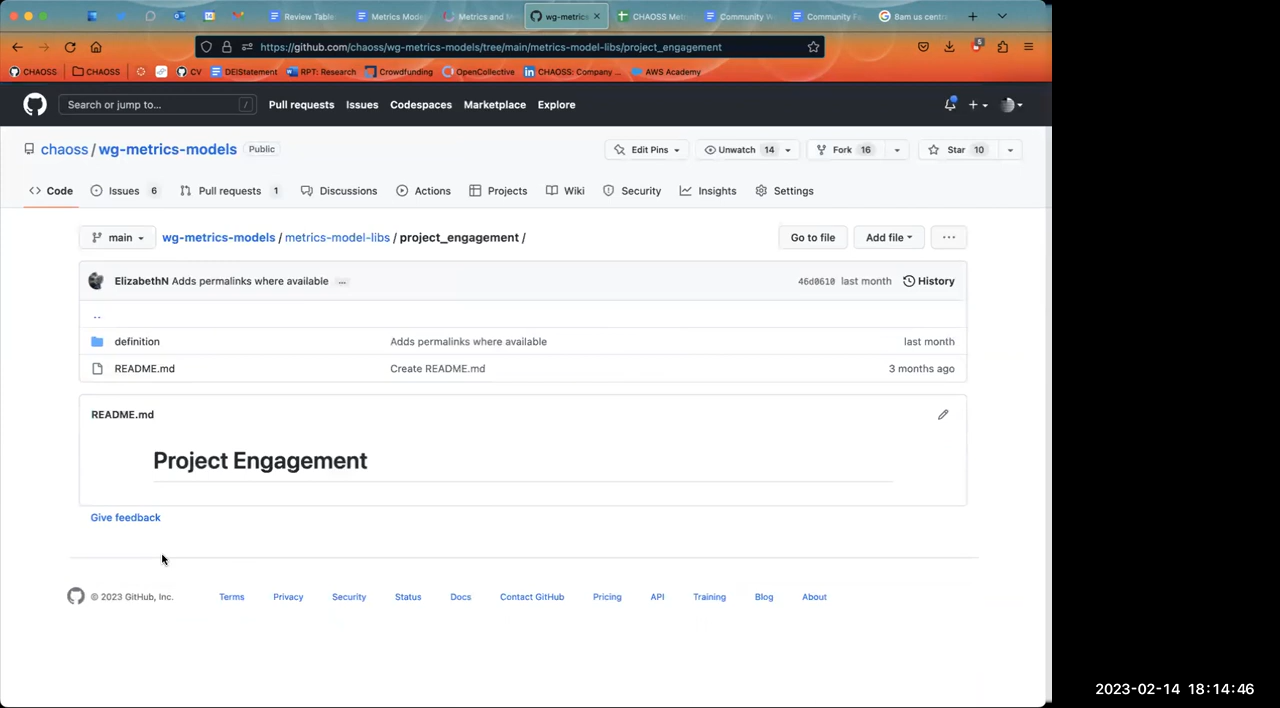 Review Table
Metrics Mode
Metrics and M
wg-metrics
CHAOSS Met
Community W
Community Fo
8am us centr
https://github.com/chaoss/wg-metrics-models/tree/main/metrics-model-libs/project_engagement
5
CHAOSS
CHAOSS
CV
DEIStatement
RPT: Research
Crowdfunding
OpenCollective
CHAOSS: Company ...
AWS Academy
Search or jump to...
/
Pull requests
Issues
Codespaces
Marketplace
Explore
chaoss / wg-metrics-models
Public
Edit Pins
Unwatch 14
Fork 16
Star 10
Code
Issues 6
Pull requests 1
Discussions
Actions
Projects
Wiki
Security
Insights
Settings
main
wg-metrics-models / metrics-model-libs / project_engagement /
Go to file
Add file
...
ElizabethN Adds permalinks where available ...
46d0610 last month
History
..
definition
Adds permalinks where available
last month
README.md
Create README.md
3 months ago
README.md
Project Engagement
Give feedback
© 2023 GitHub, Inc.
Terms
Privacy
Security
Status
Docs
Contact GitHub
Pricing
API
Training
Blog
About
2023-02-14 18:14:46